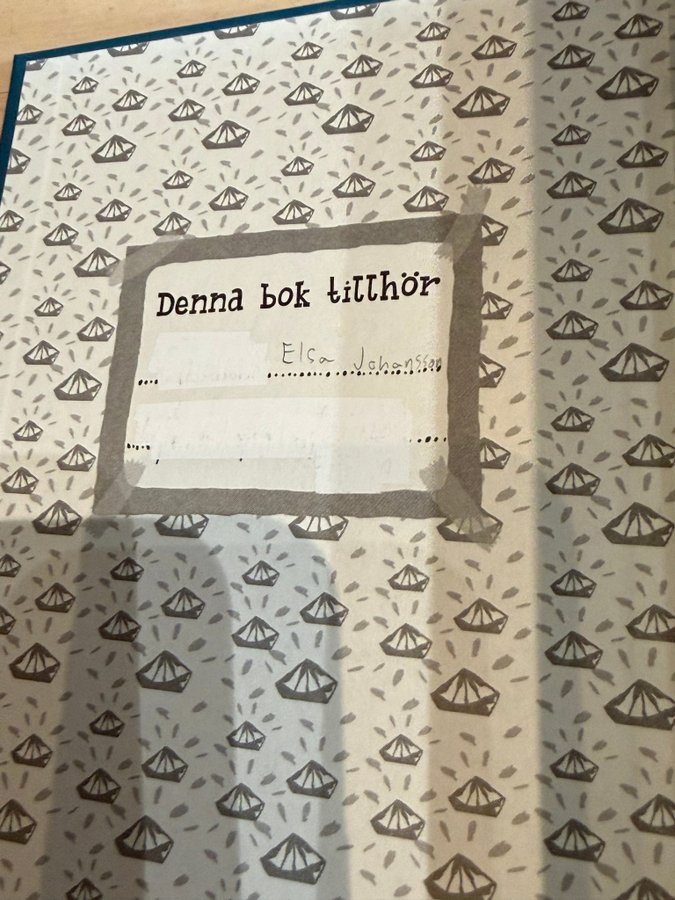 Denna bok tillhör
Elsa Johansson